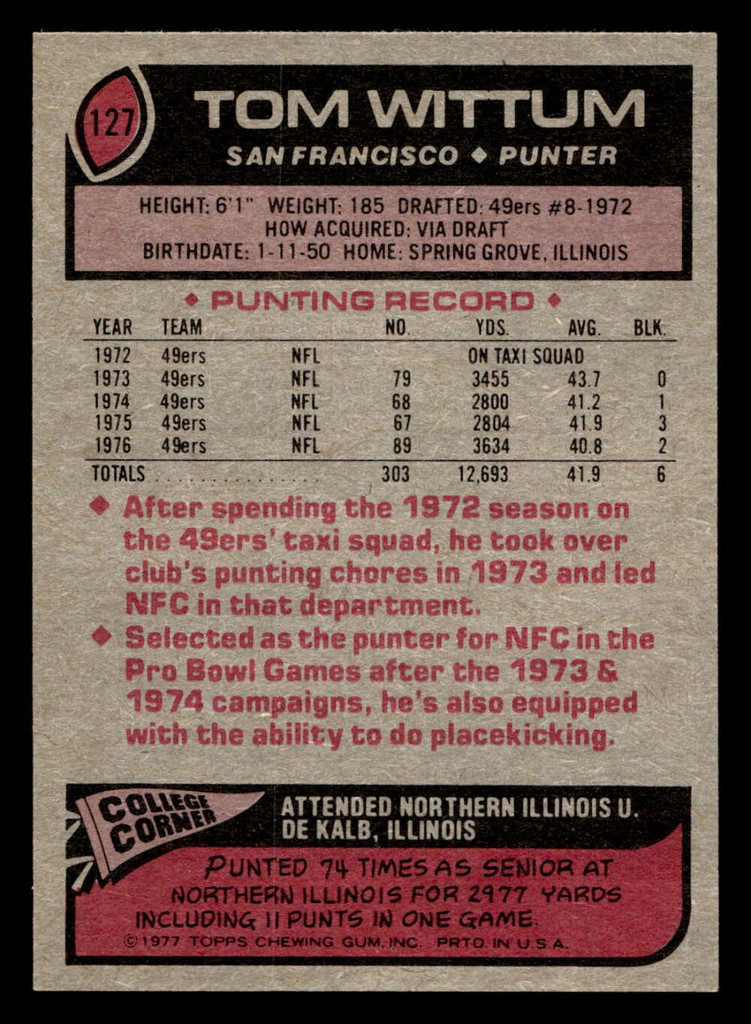 127
TOM WITTUM
SAN FRANCISCO ◆ PUNTER
HEIGHT: 6'1" WEIGHT: 185 DRAFTED: 49ers #8-1972
HOW ACQUIRED: VIA DRAFT
BIRTHDATE: 1-11-50 HOME: SPRING GROVE, ILLINOIS
◆ PUNTING RECORD ◆
YEAR TEAM NO. YDS. AVG. BLK.
1972 49ers NFL ON TAXI SQUAD
1973 49ers NFL 79 3455 43.7 0
1974 49ers NFL 68 2800 41.2 1
1975 49ers NFL 67 2804 41.9 3
1976 49ers NFL 89 3634 40.8 2
TOTALS ................ 303 12,693 41.9 6
◆ After spending the 1972 season on
the 49ers' taxi squad, he took over
club's punting chores in 1973 and led
NFC in that department.
◆ Selected as the punter for NFC in the
Pro Bowl Games after the 1973 &
1974 campaigns, he's also equipped
with the ability to do placekicking.
COLLEGE
CORNER
ATTENDED NORTHERN ILLINOIS U.
DE KALB, ILLINOIS
PUNTED 74 TIMES AS SENIOR AT
NORTHERN ILLINOIS FOR 2977 YARDS
INCLUDING 11 PUNTS IN ONE GAME.
©1977 TOPPS CHEWING GUM, INC. PRTD IN U.S.A.